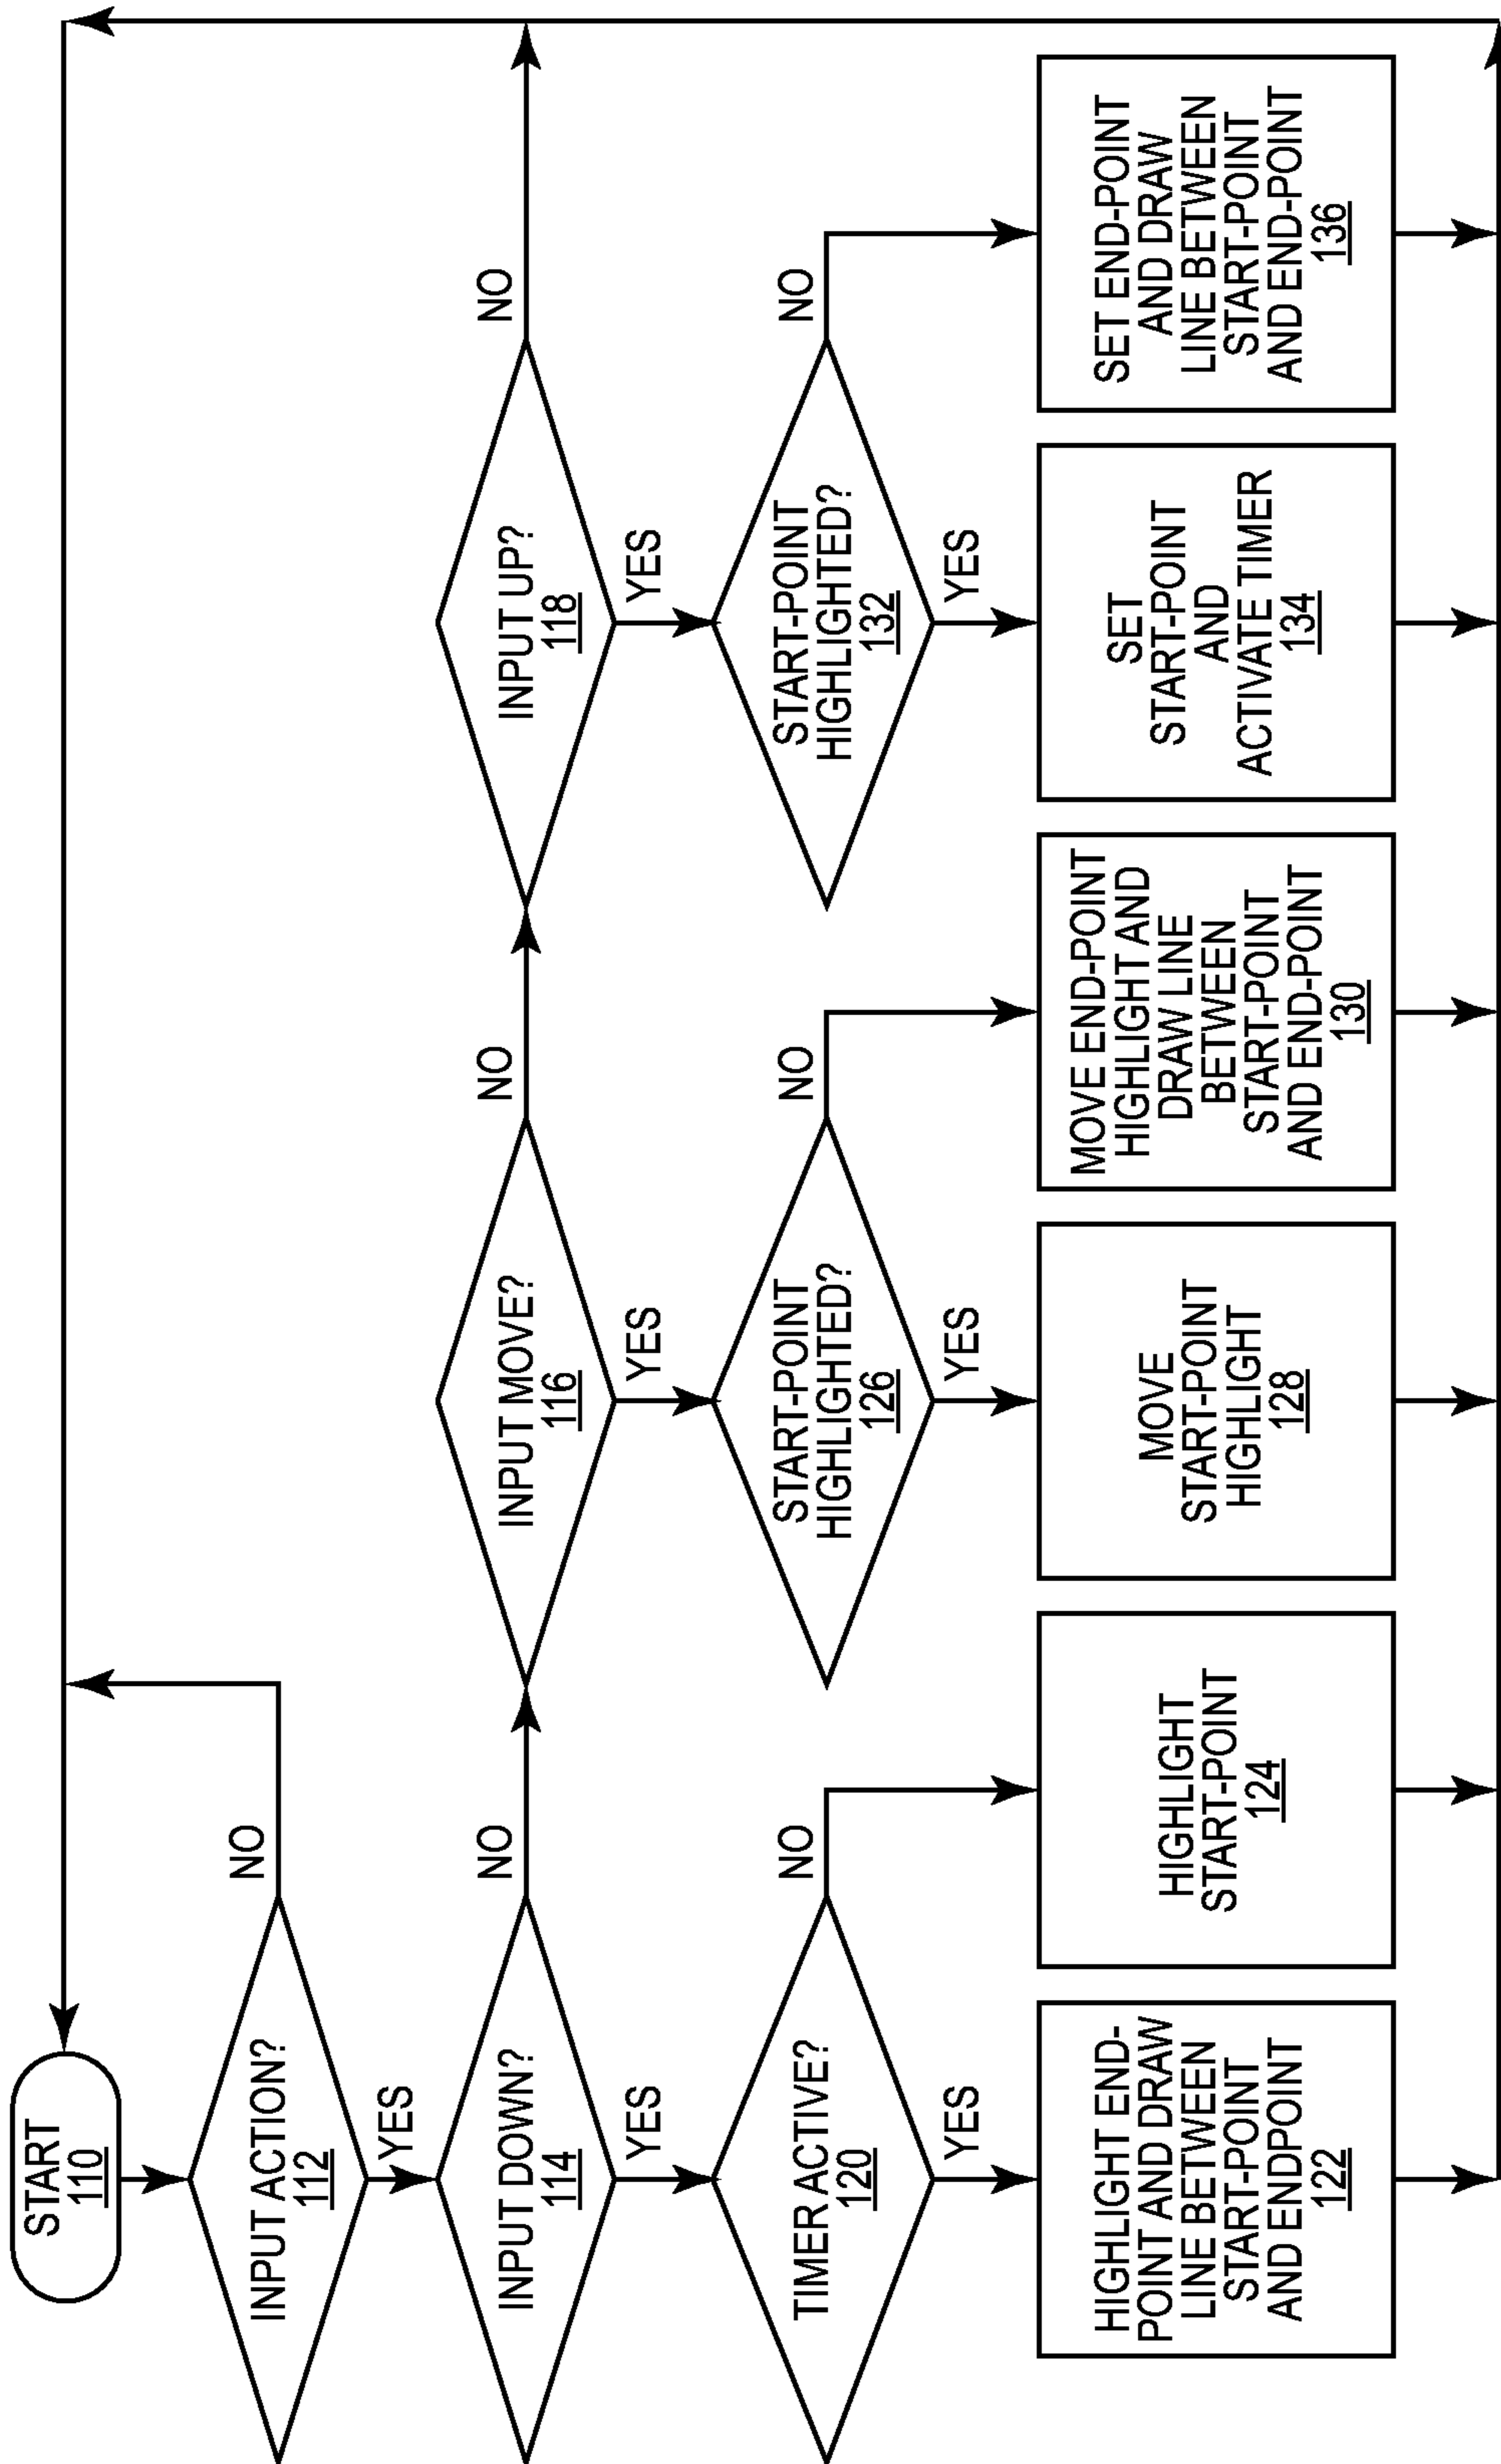 START
110
INPUT ACTION?
112
NO
YES
INPUT DOWN?
114
NO
YES
INPUT MOVE?
116
NO
YES
INPUT UP?
118
NO
YES
TIMER ACTIVE?
120
NO
YES
START-POINT
HIGHLIGHTED?
126
NO
YES
START-POINT
HIGHLIGHTED?
132
NO
YES
HIGHLIGHT END-
POINT AND DRAW
LINE BETWEEN
START-POINT
AND ENDPOINT
122
HIGHLIGHT
START-POINT
124
MOVE
START-POINT
HIGHLIGHT
128
MOVE END-POINT
HIGHLIGHT AND
DRAW LINE
BETWEEN
START-POINT
AND END-POINT
130
SET
START-POINT
AND
ACTIVATE TIMER
134
SET END-POINT
AND DRAW
LINE BETWEEN
START-POINT
AND END-POINT
136